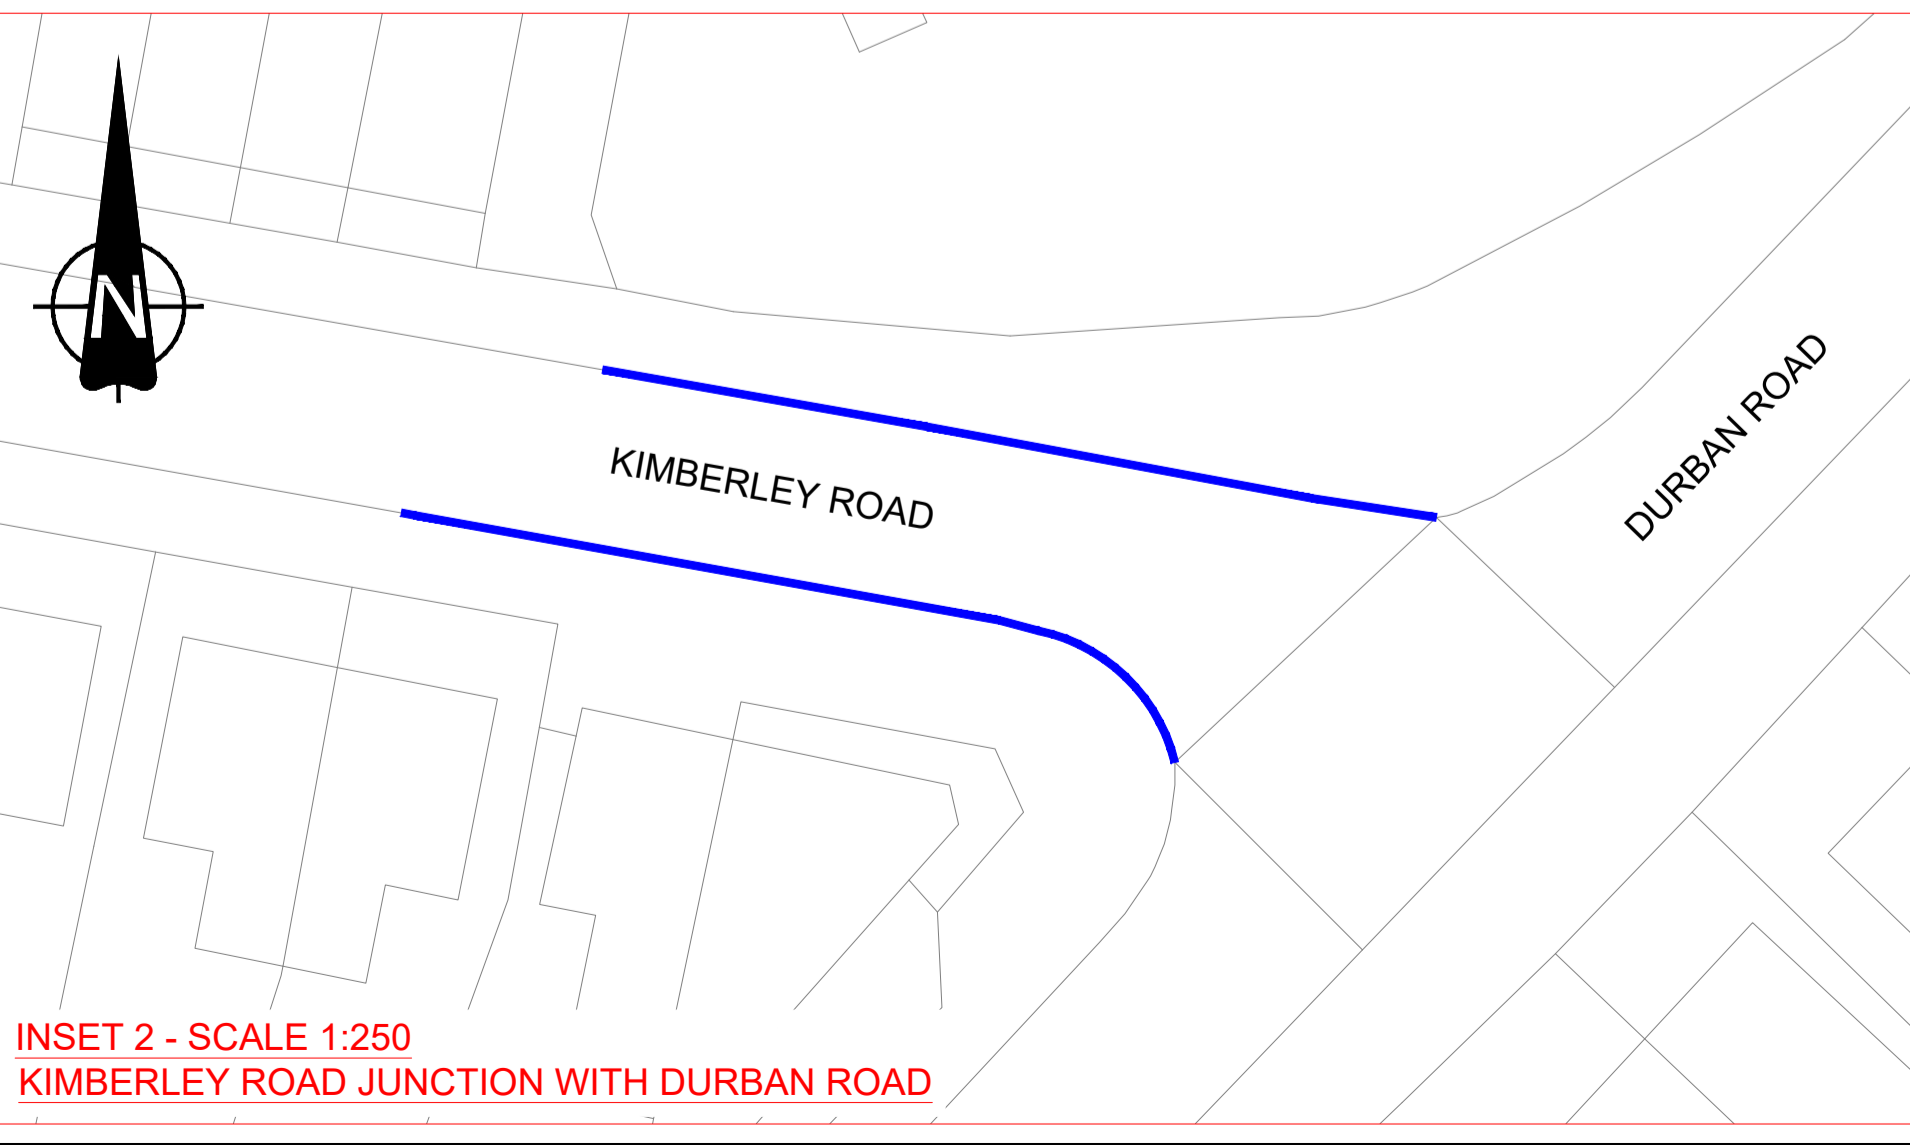 N
KIMBERLEY ROAD
DURBAN ROAD
INSET 2 - SCALE 1:250
KIMBERLEY ROAD JUNCTION WITH DURBAN ROAD